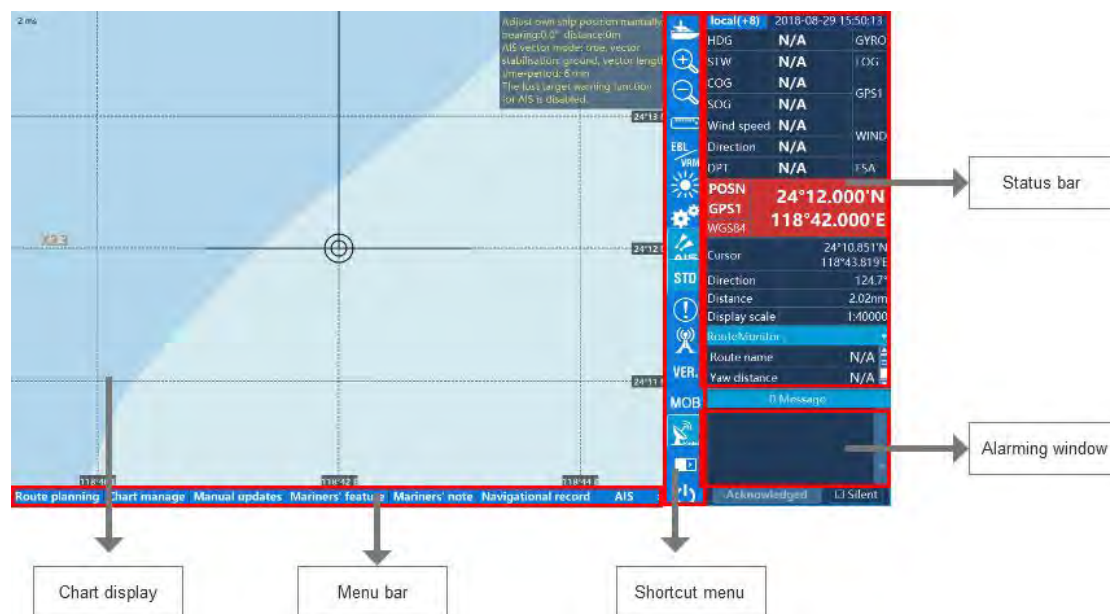 2 ms
Adjust own ship position manually
bearing:0.0° distance:0m
AIS vector mode: true, vector
stabilisation: ground, vector length
time-period: 6 min
The lost target warning function
for AIS is disabled.
24°13
24°12
24°11
118°42 E
118°44 E
Route planning Chart manage Manual updates Mariners' feature Mariners' note Navigational record AIS
EBL
VRM
AIS
STD
VER.
MOB
local(+8) 2018-08-29 15:50:13
HDG N/A GYRO
STW N/A LOG
COG N/A
GPS1
SOG N/A
Wind speed N/A
WIND
Direction N/A
DPT N/A ESA
POSN 24°12.000'N
GPS1 118°42.000'E
WGS84
Cursor 24°10.851'N
118°43.819'E
Direction 124.7°
Distance 2.02nm
Display scale 1:40000
RouteMonitor
Route name N/A
Yaw distance N/A
0 Message
Acknowledged Silent
Status bar
Alarming window
Chart display
Menu bar
Shortcut menu